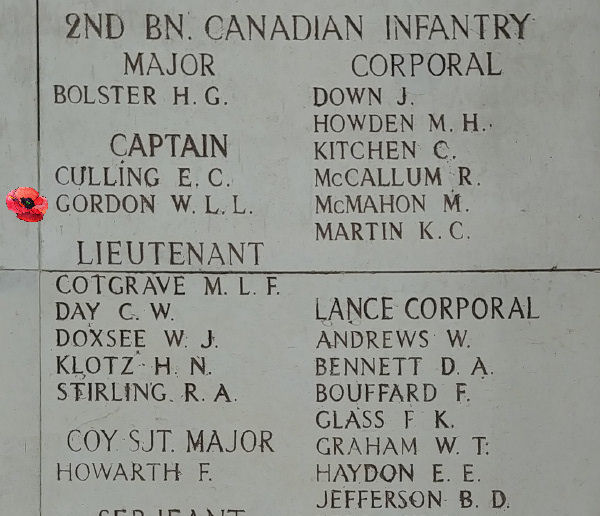 2ND BN. CANADIAN INFANTRY
MAJOR
BOLSTER H. G.
CAPTAIN
CULLING E. C.
GORDON W. L. L.
LIEUTENANT
COTGRAVE M. L. F.
DAY C. W.
DOXSEE W. J.
KLOTZ H. N.
STIRLING. R. A.
COY SJT. MAJOR
HOWARTH F.
SERJEANT
CORPORAL
DOWN J.
HOWDEN M. H.
KITCHEN C.
McCALLUM R.
McMAHON M.
MARTIN K. C.
LANCE CORPORAL
ANDREWS W.
BENNETT D. A.
BOUFFARD F.
GLASS F K.
GRAHAM W. T.
HAYDON E. E.
JEFFERSON B. D.